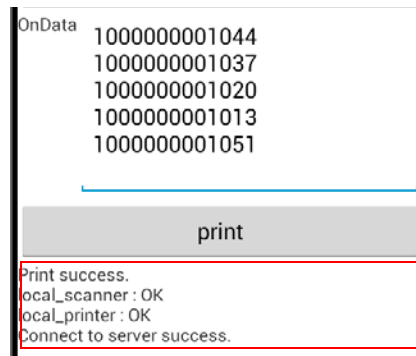 OnData
1000000001044
1000000001037
1000000001020
1000000001013
1000000001051
print
Print success.
local_scanner : OK
local_printer : OK
Connect to server success.